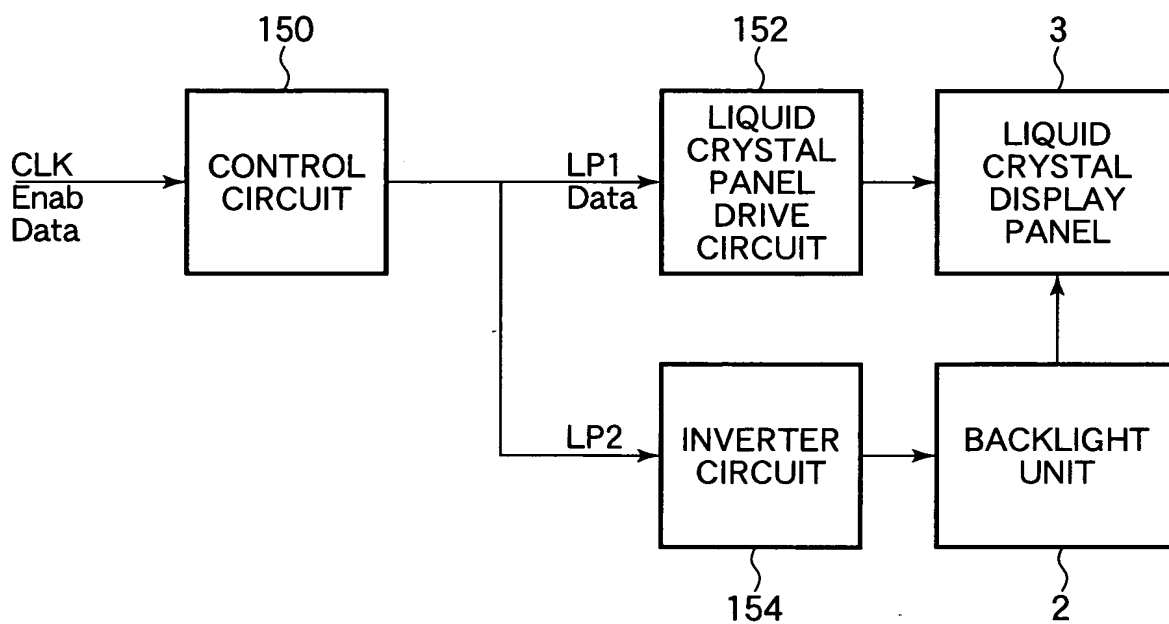 150
152
3
CLK
Enab
Data
CONTROL
CIRCUIT
LP1
Data
LIQUID
CRYSTAL
PANEL
DRIVE
CIRCUIT
LIQUID
CRYSTAL
DISPLAY
PANEL
LP2
INVERTER
CIRCUIT
BACKLIGHT
UNIT
154
2